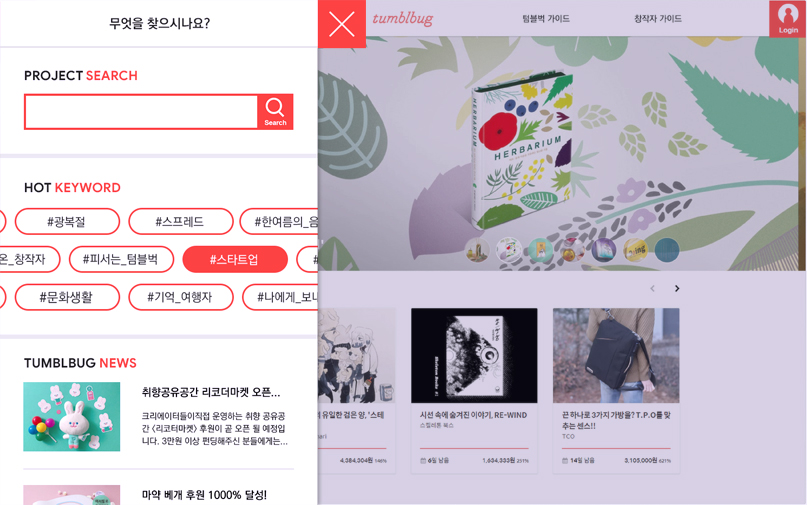 무엇을 찾으시나요?
tumblbug
텀블벅 가이드
창작자 가이드
Login
PROJECT SEARCH
Search
HERBARIUM
HOT KEYWORD
#광복절
#스프레드
#한여름의_음
온_창작자
#피서는_텀블벅
#스타트업
#
#문화생활
#기억_여행자
#나에게_보니
TUMBLBUG NEWS
취향공유공간 리코더마켓 오픈...
크리에이터들이직접 운영하는 취향 공유공
간 <리코더마켓> 후원이 곧 오픈 될 예정입
니다. 3만원 이상 펀딩해주신 분들에게는...
마약 베개 후원 1000% 달성!
유일한 검은 양, '스테
4,384,304원 146%
시선 속에 숨겨진 이야기, RE-WIND
스컬레톤 북스
6일 남음
1,634,333원 251%
끈 하나로 3가지 가방을? T.P.O를 맞
추는 센스!!
TCO
14일 남음
3,105,000원 621%